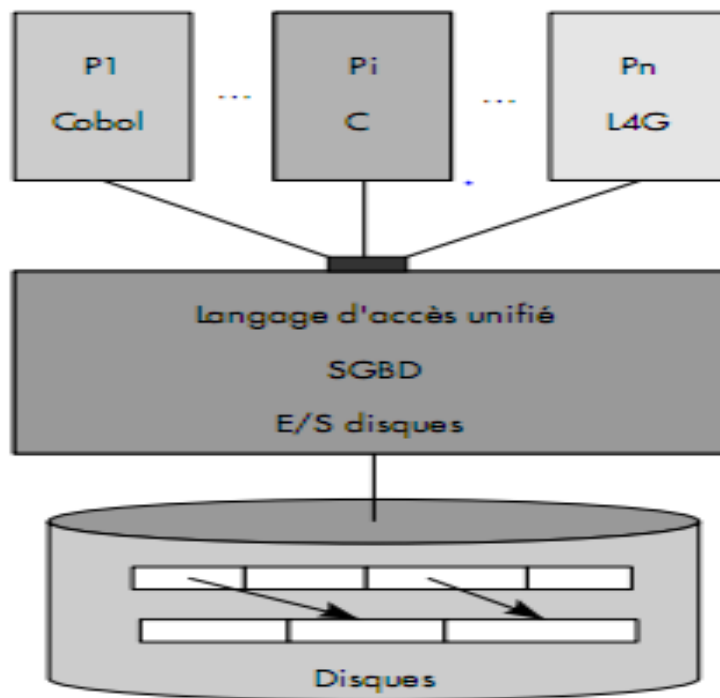 P1
Cobol
...
Pi
C
...
Pn
L4G
Langage d'accès unifié
SGBD
E/S disques
Disques